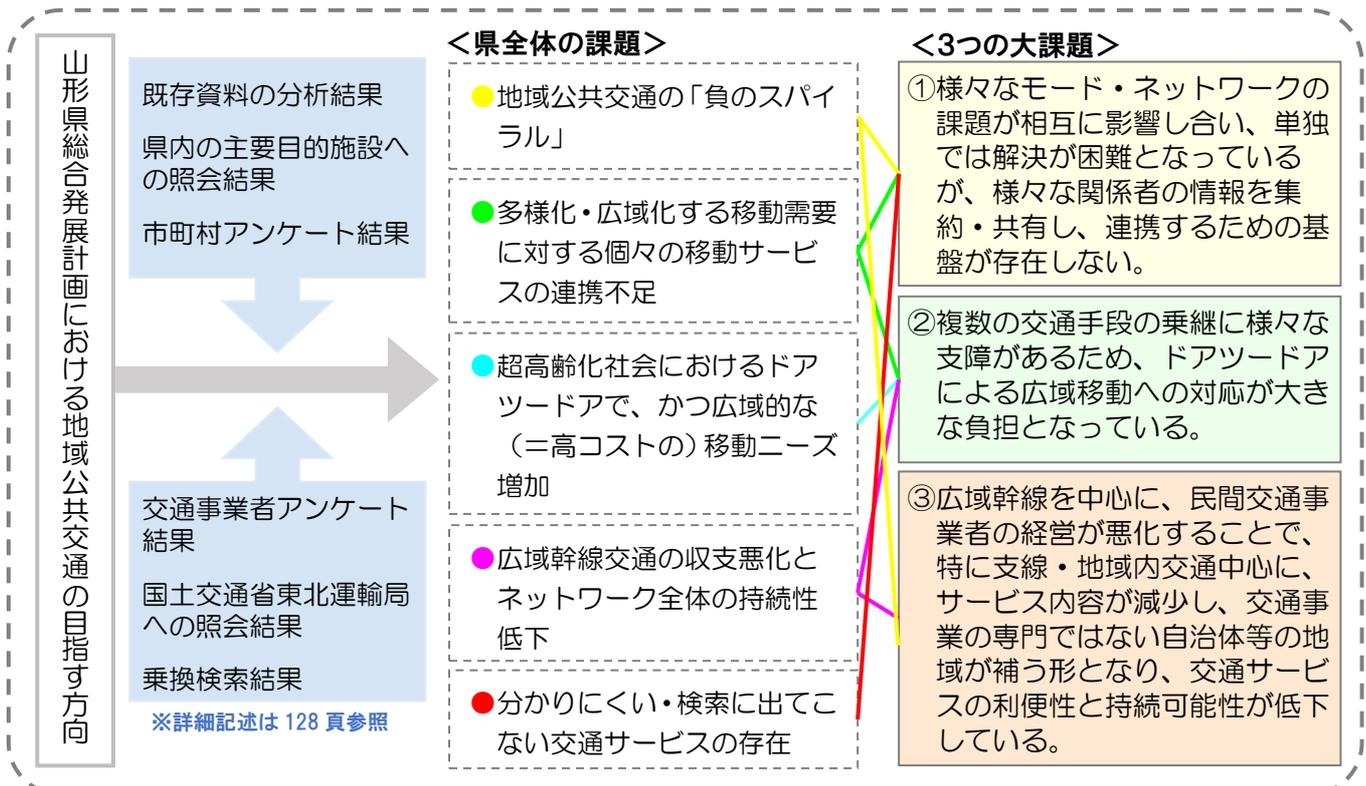 山形県総合発展計画における地域公共交通の目指す方向
既存資料の分析結果
県内の主要目的施設へ
の照会結果
市町村アンケート結果
交通事業者アンケート
結果
国土交通省東北運輸局
への照会結果
乗換検索結果
※詳細記述は 128 頁参照
＜県全体の課題＞
●地域公共交通の「負のスパイ
ラル」
●多様化・広域化する移動需要
に対する個々の移動サービ
スの連携不足
●超高齢化社会におけるドア
ツードアで、かつ広域的な
（＝高コストの）移動ニーズ
増加
●広域幹線交通の収支悪化と
ネットワーク全体の持続性
低下
●分かりにくい・検索に出てこ
ない交通サービスの存在
＜3つの大課題＞
①様々なモード・ネットワークの
課題が相互に影響し合い、単独
では解決が困難となっている
が、様々な関係者の情報を集
約・共有し、連携するための基
盤が存在しない。
②複数の交通手段の乗継に様々な
支障があるため、ドアツードア
による広域移動への対応が大き
な負担となっている。
③広域幹線を中心に、民間交通事
業者の経営が悪化することで、
特に支線・地域内交通中心に、
サービス内容が減少し、交通事
業の専門ではない自治体等の地
域が補う形となり、交通サービ
スの利便性と持続可能性が低下
している。